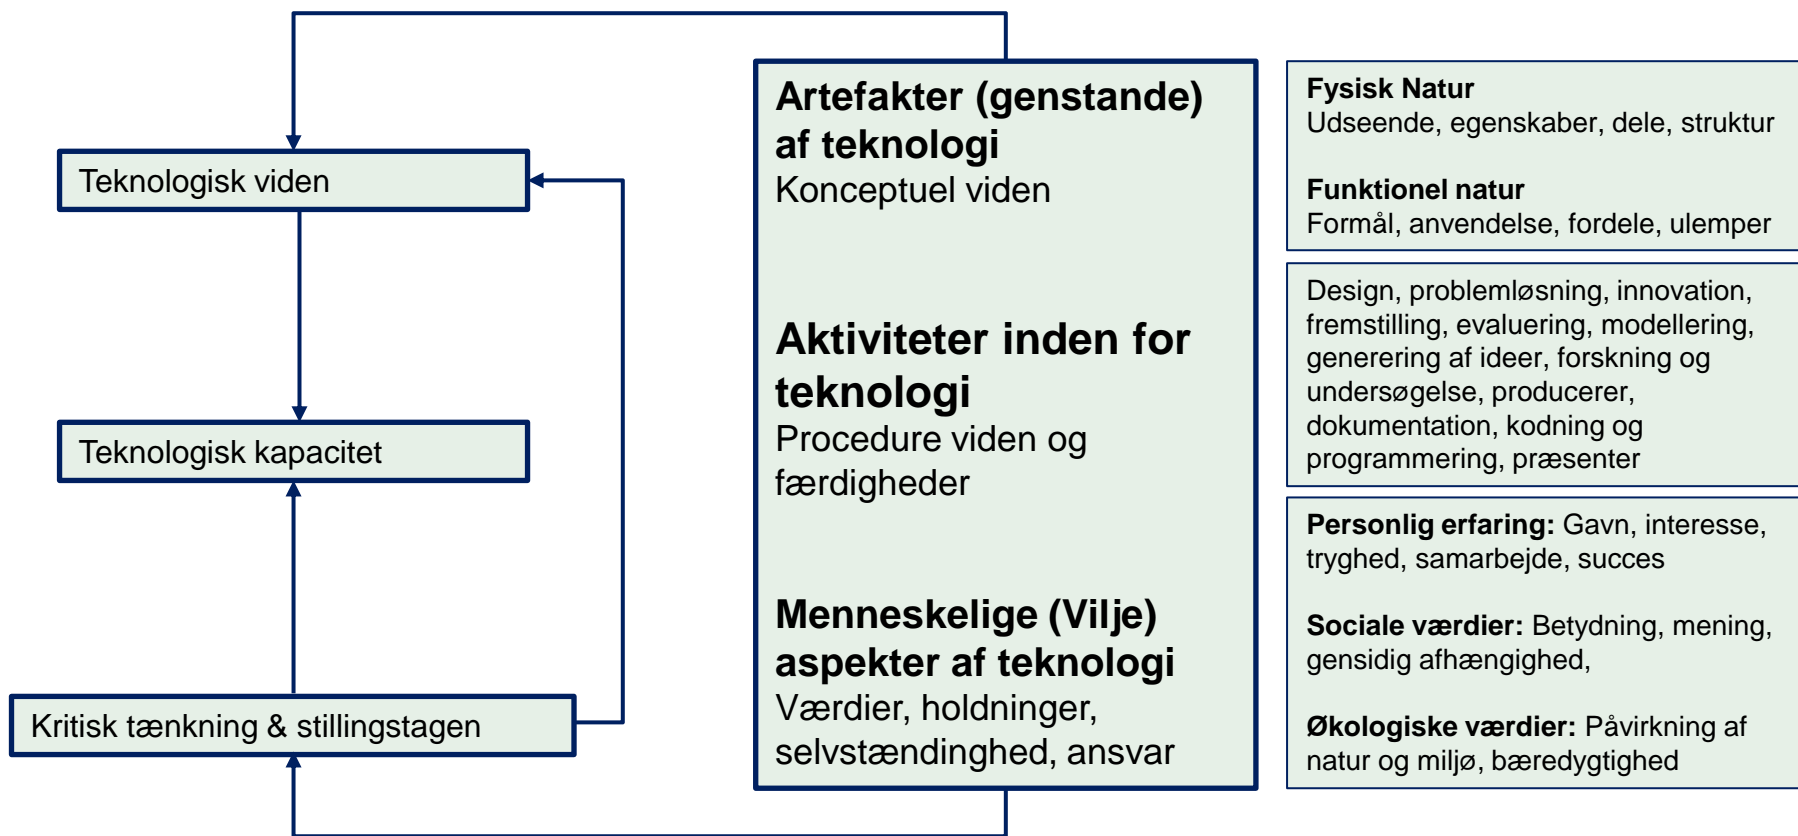 Teknologisk viden
Teknologisk kapacitet
Kritisk tænkning & stillingstagen
Artefakter (genstande)
af teknologi
Konceptuel viden
Aktiviteter inden for
teknologi
Procedure viden og
færdigheder
Menneskelige (Vilje)
aspekter af teknologi
Værdier, holdninger,
selvstændinghed, ansvar
Fysisk Natur
Udseende, egenskaber, dele, struktur
Funktionel natur
Formål, anvendelse, fordele, ulemper
Design, problemløsning, innovation,
fremstilling, evaluering, modellering,
generering af ideer, forskning og
undersøgelse, producerer,
dokumentation, kodning og
programmering, præsenter
Personlig erfaring: Gavn, interesse,
tryghed, samarbejde, succes
Sociale værdier: Betydning, mening,
gensidig afhængighed,
Økologiske værdier: Påvirkning af
natur og miljø, bæredygtighed